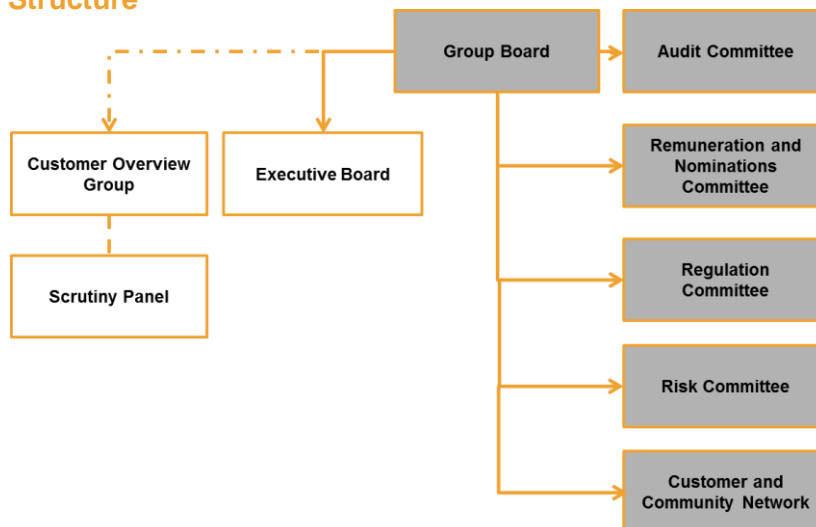 Structure
Group Board
Audit Committee
Customer Overview
Group
Executive Board
Remuneration and
Nominations
Committee
Scrutiny Panel
Regulation
Committee
Risk Committee
Customer and
Community Network